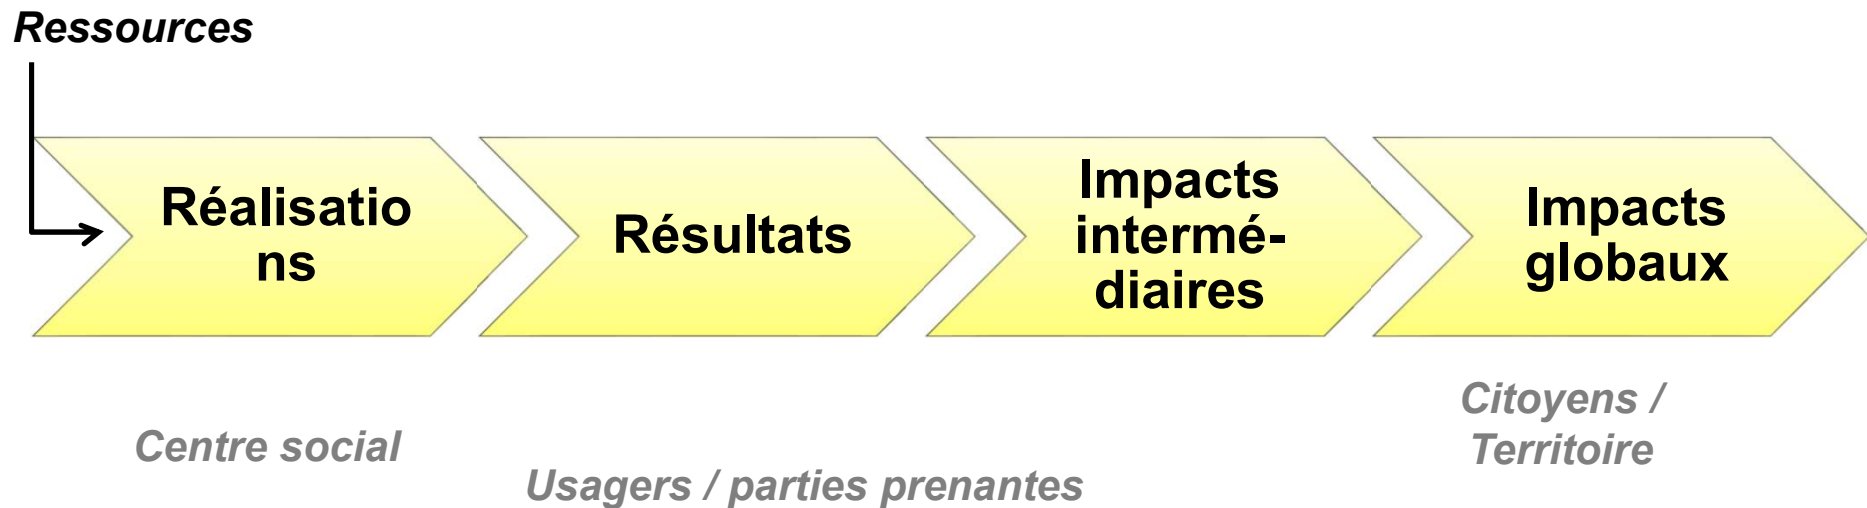 Ressources
Réalisatio
ns
Résultats
Impacts
intermé-
diaires
Impacts
globaux
Centre social
Usagers / parties prenantes
Citoyens /
Territoire